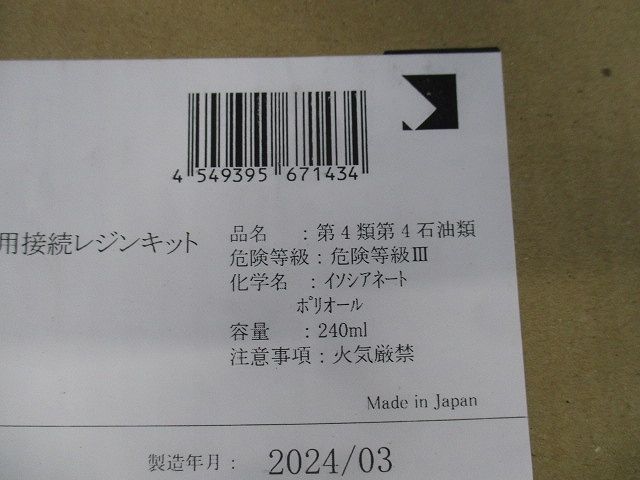 4 549395 671434
用接続レジンキット
品名 : 第4類第4石油類
危険等級 : 危険等級Ⅲ
化学名 : ｲｿｼｱﾈｰﾄ
ﾎﾟﾘｵｰﾙ
容量 : 240ml
注意事項 : 火気厳禁
Made in Japan
製造年月 : 2024/03